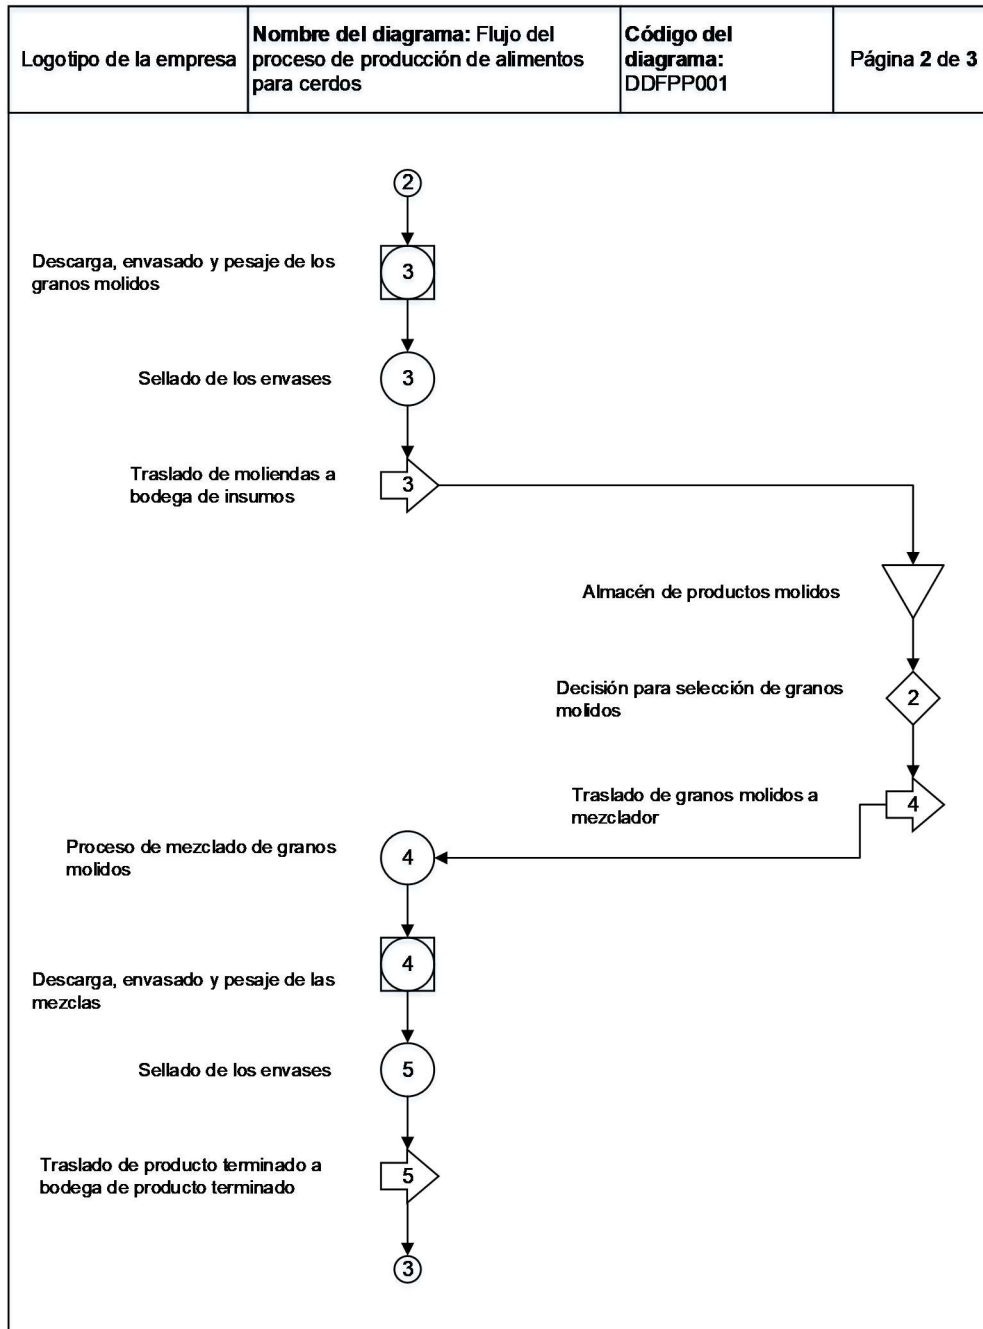 Logotipo de la empresa
Nombre del diagrama: Flujo del
proceso de producción de alimentos
para cerdos
Código del
diagrama:
DDFPP001
Página 2 de 3
2
Descarga, envasado y pesaje de los
granos molidos
3
Sellado de los envases
3
Traslado de moliendas a
bodega de insumos
3
Almacén de productos molidos
Decisión para selección de granos
molidos
2
Traslado de granos molidos a
mezclador
4
Proceso de mezclado de granos
molidos
4
Descarga, envasado y pesaje de las
mezclas
4
Sellado de los envases
5
Traslado de producto terminado a
bodega de producto terminado
5
3